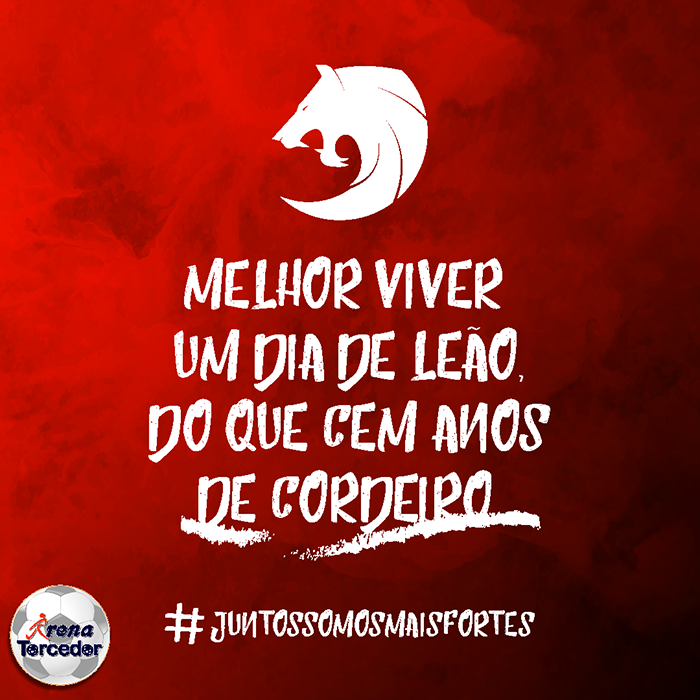 MELHOR VIVER
UM DIA DE LEÃO,
DO QUE CEM ANOS
DE CORDEIRO
#JUNTOSSOMOSMAISFORTES
Arena
Torcedor